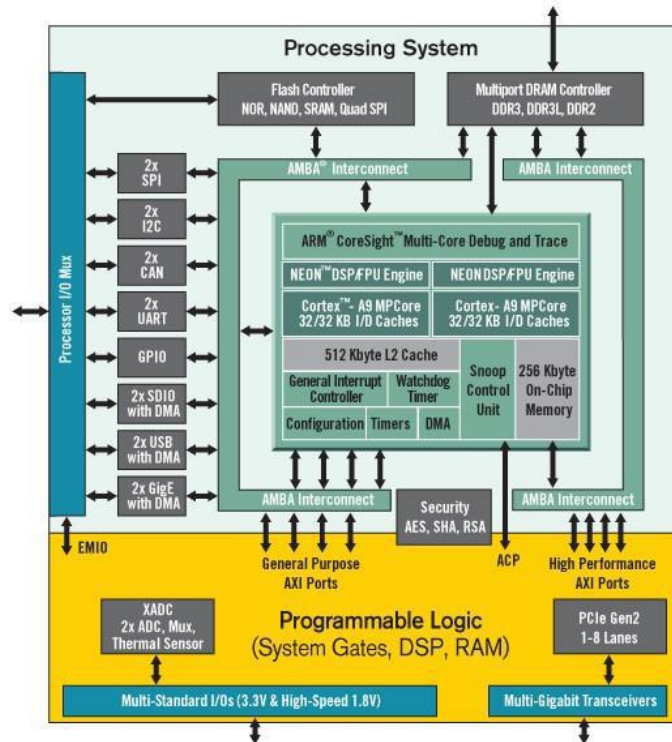 Processing System
Flash Controller
NOR, NAND, SRAM, Quad SPI
Multiport DRAM Controller
DDR3, DDR3L, DDR2
Processor I/O Mux
2x
SPI
2x
I2C
2x
CAN
2x
UART
GPIO
2x SDIO
with DMA
2x USB
with DMA
2x GigE
with DMA
AMBA® Interconnect
AMBA Interconnect
ARM® CoreSight™ Multi-Core Debug and Trace
NEON™ DSP/FPU Engine
NEON DSP/FPU Engine
Cortex™- A9 MPCore
32/32 KB I/D Caches
Cortex- A9 MPCore
32/32 KB I/D Caches
512 Kbyte L2 Cache
General Interrupt
Controller
Watchdog
Timer
Configuration
Timers
DMA
Snoop
Control
Unit
256 Kbyte
On-Chip
Memory
AMBA Interconnect
Security
AES, SHA, RSA
AMBA Interconnect
EMIO
General Purpose
AXI Ports
ACP
High Performance
AXI Ports
XADC
2x ADC, Mux,
Thermal Sensor
Programmable Logic
(System Gates, DSP, RAM)
PCIe Gen2
1-8 Lanes
Multi-Standard I/Os (3.3V & High-Speed 1.8V)
Multi-Gigabit Transceivers